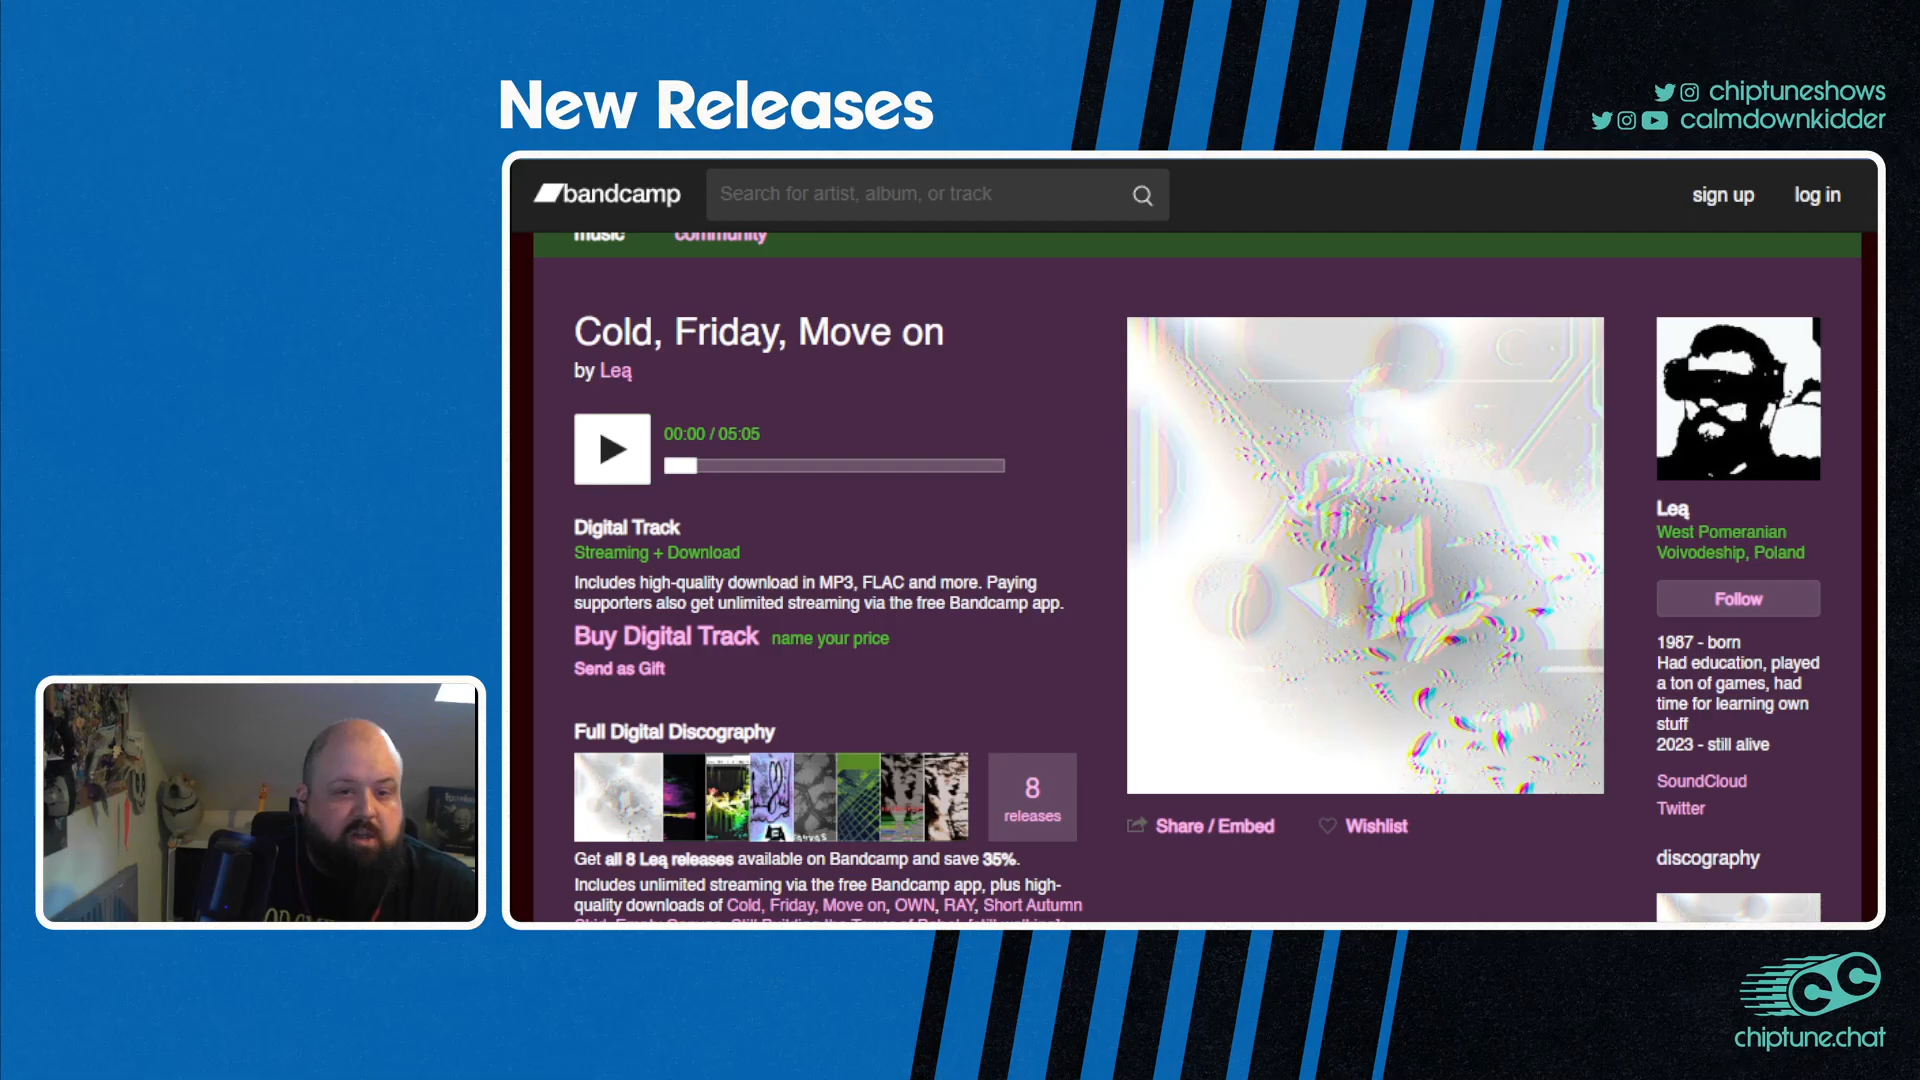 New Releases
chiptuneshows
calmdownkidder
bandcamp
Search for artist, album, or track
sign up
log in
music
community
Cold, Friday, Move on
by Leą
00:00 / 05:05
Digital Track
Streaming + Download
Includes high-quality download in MP3, FLAC and more. Paying
supporters also get unlimited streaming via the free Bandcamp app.
Buy Digital Track name your price
Send as Gift
Full Digital Discography
8
releases
Get all 8 Leą releases available on Bandcamp and save 35%.
Includes unlimited streaming via the free Bandcamp app, plus high-
quality downloads of Cold, Friday, Move on, OWN, RAY, Short Autumn
Share / Embed
Wishlist
Leą
West Pomeranian
Voivodeship, Poland
Follow
1987 - born
Had education, played
a ton of games, had
time for learning own
stuff
2023 - still alive
SoundCloud
Twitter
discography
chiptune.chat